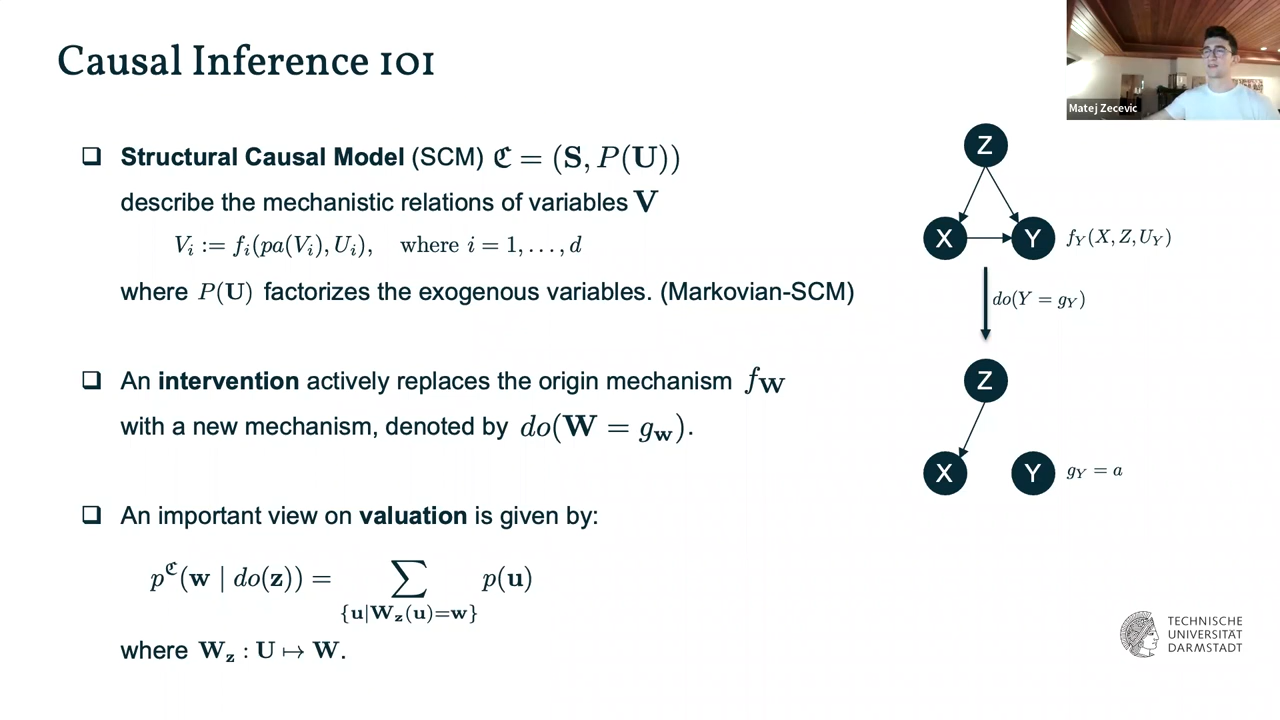 Causal Inference 101
Matej Zecevic
❑ Structural Causal Model (SCM) ℭ = (S, P(U))
describe the mechanistic relations of variables V
Vᵢ := fᵢ(pa(Vᵢ), Uᵢ), where i = 1, . . . , d
where P(U) factorizes the exogenous variables. (Markovian-SCM)
❑ An intervention actively replaces the origin mechanism f_W
with a new mechanism, denoted by do(W = g_w).
❑ An important view on valuation is given by:
p^ℭ(w | do(z)) = ∑ p(u)
{u|W_z(u)=w}
where W_z : U ↦ W.
Z
X Y f_Y(X, Z, U_Y)
do(Y = g_Y)
Z
X Y g_Y = a
TECHNISCHE
UNIVERSITÄT
DARMSTADT